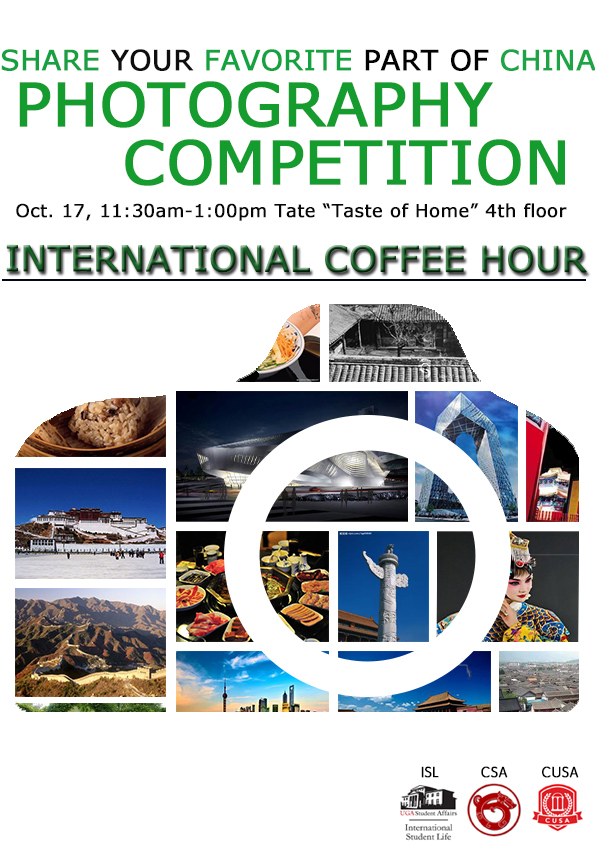 SHARE YOUR FAVORITE PART OF CHINA
PHOTOGRAPHY
COMPETITION
Oct. 17, 11:30am-1:00pm Tate “Taste of Home” 4th floor
INTERNATIONAL COFFEE HOUR
ISL CSA CUSA
UGA Student Affairs
International
Student Life
CUSA